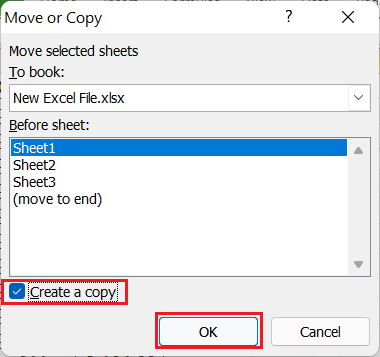 Move or Copy
?
Move selected sheets
To book:
New Excel File.xlsx
Before sheet:
Sheet1
Sheet2
Sheet3
(move to end)
Create a copy
OK
Cancel